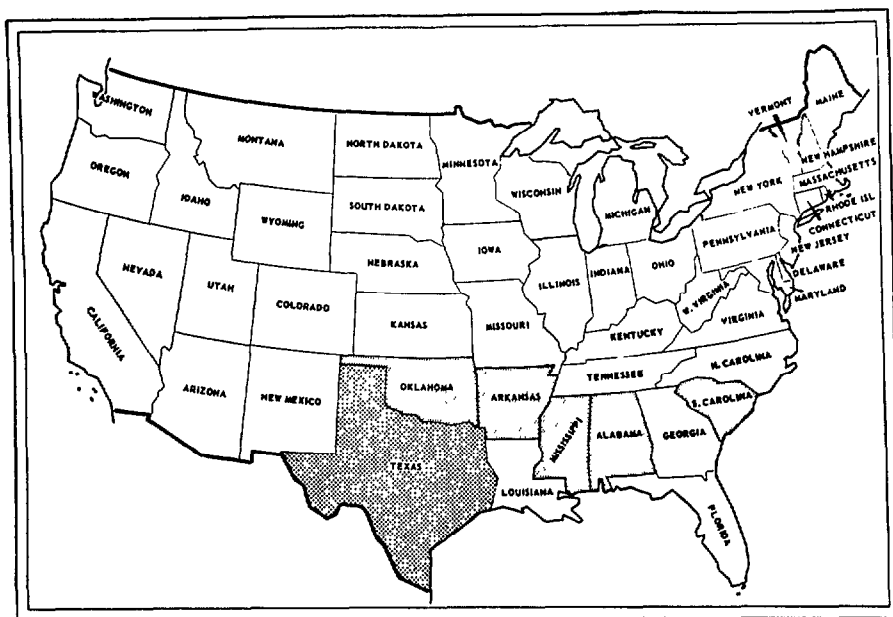 WASHINGTON
MONTANA
NORTH DAKOTA
MINNESOTA
VERMONT
MAINE
OREGON
IDAHO
WYOMING
SOUTH DAKOTA
WISCONSIN
MICHIGAN
NEW YORK
NEW HAMPSHIRE
MASSACHUSETTS
RHODE ISL
CONNECTICUT
NEVADA
UTAH
COLORADO
NEBRASKA
IOWA
ILLINOIS
INDIANA
OHIO
PENNSYLVANIA
NEW JERSEY
DELAWARE
MARYLAND
CALIFORNIA
KANSAS
MISSOURI
KENTUCKY
W. VIRGINIA
VIRGINIA
ARIZONA
NEW MEXICO
OKLAHOMA
ARKANSAS
TENNESSEE
N. CAROLINA
S. CAROLINA
TEXAS
LOUISIANA
MISSISSIPPI
ALABAMA
GEORGIA
FLORIDA